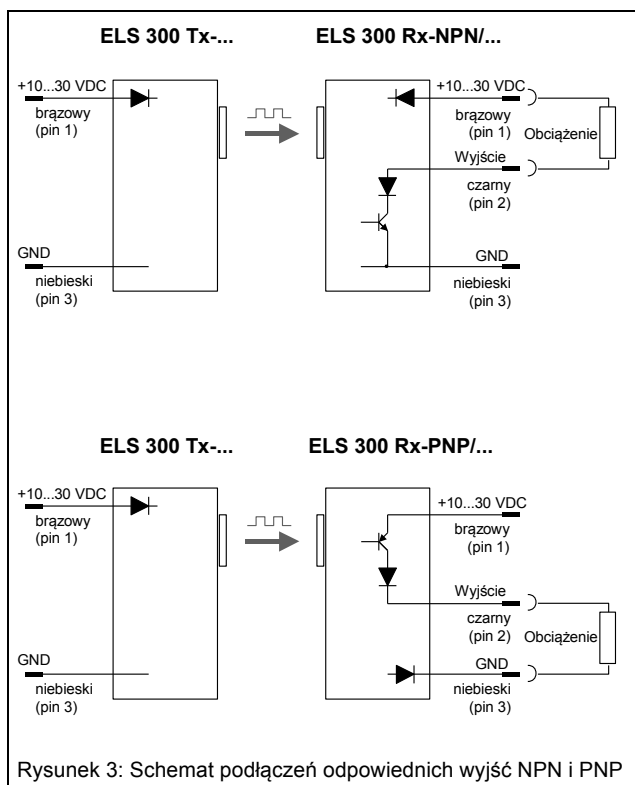 ELS 300 Tx-...
ELS 300 Rx-NPN/...
+10...30 VDC
brązowy
(pin 1)
GND
niebieski
(pin 3)
+10...30 VDC
brązowy
(pin 1)
Obciążenie
Wyjście
czarny
(pin 2)
GND
niebieski
(pin 3)
ELS 300 Tx-...
ELS 300 Rx-PNP/...
+10...30 VDC
brązowy
(pin 1)
GND
niebieski
(pin 3)
+10...30 VDC
brązowy
(pin 1)
Wyjście
czarny
(pin 2)
Obciążenie
GND
niebieski
(pin 3)
Rysunek 3: Schemat podłączeń odpowiednich wyjść NPN i PNP